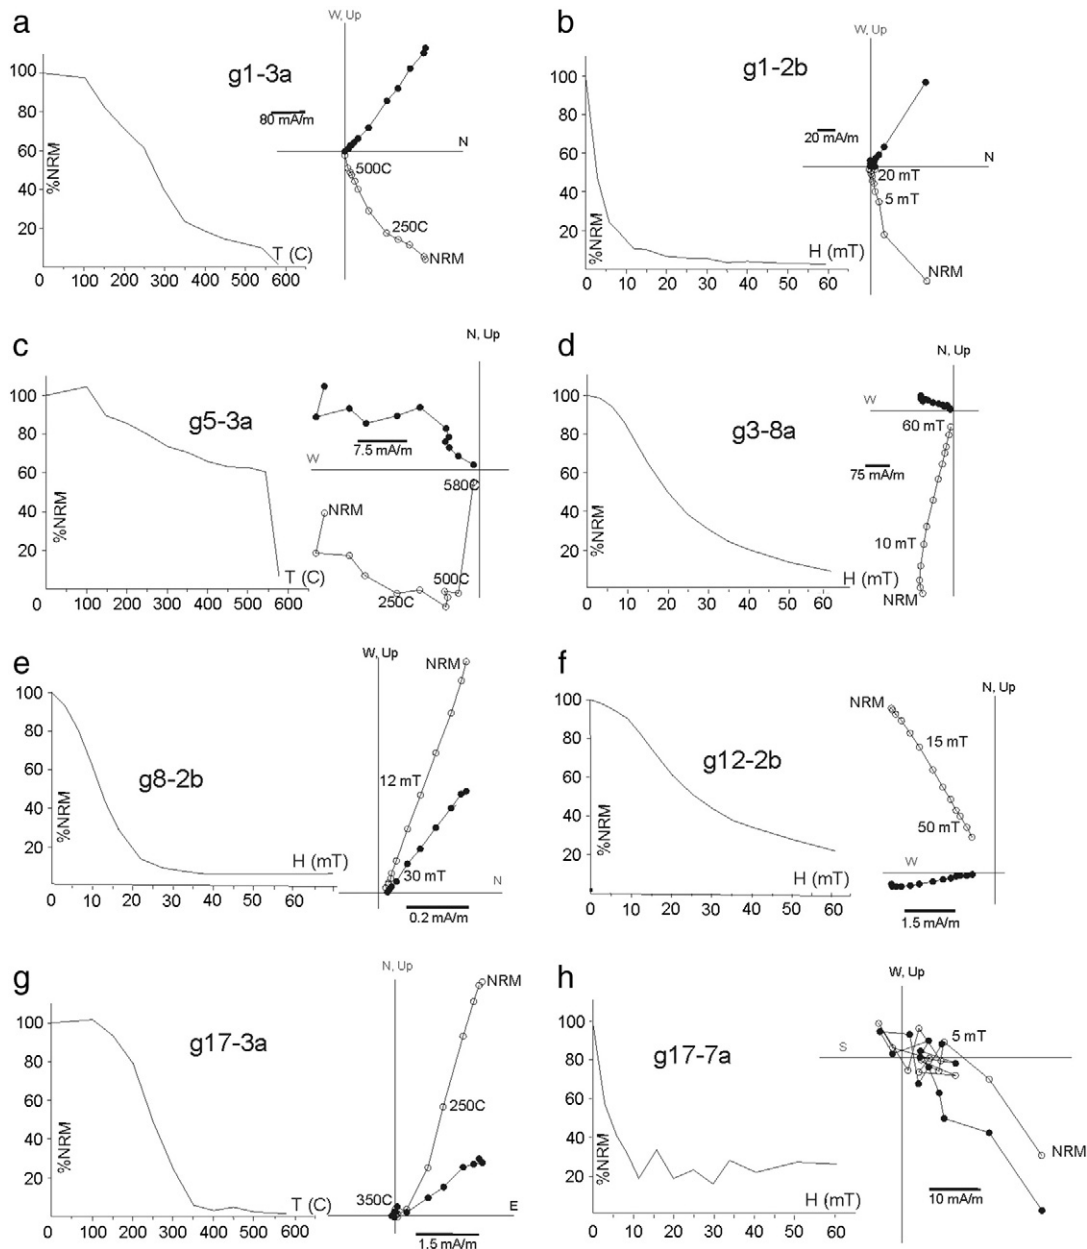 a
g1-3a
W, Up
100
80
60
40
20
0
%NRM
80 mA/m
N
500C
250C
NRM
T (C)
0 100 200 300 400 500 600
b
g1-2b
W, Up
100
80
60
40
20
%NRM
20 mA/m
N
20 mT
5 mT
NRM
H (mT)
0 10 20 30 40 50 60
c
g5-3a
N, Up
100
80
60
40
20
%NRM
7.5 mA/m
W
580C
NRM
500C
250C
T (C)
0 100 200 300 400 500 600
d
g3-8a
N, Up
100
80
60
40
20
%NRM
W
60 mT
75 mA/m
10 mT
NRM
H (mT)
0 10 20 30 40 50 60
e
g8-2b
W, Up
NRM
100
80
60
40
20
%NRM
12 mT
30 mT
N
0.2 mA/m
H (mT)
0 10 20 30 40 50 60
f
g12-2b
N, Up
NRM
100
80
60
40
20
%NRM
15 mT
50 mT
W
1.5 mA/m
H (mT)
0 10 20 30 40 50 60
g
g17-3a
N, Up
NRM
100
80
60
40
20
%NRM
250C
350C
E
1.5 mA/m
T (C)
0 100 200 300 400 500 600
h
g17-7a
W, Up
100
80
60
40
20
%NRM
S
5 mT
NRM
10 mA/m
H (mT)
0 10 20 30 40 50 60